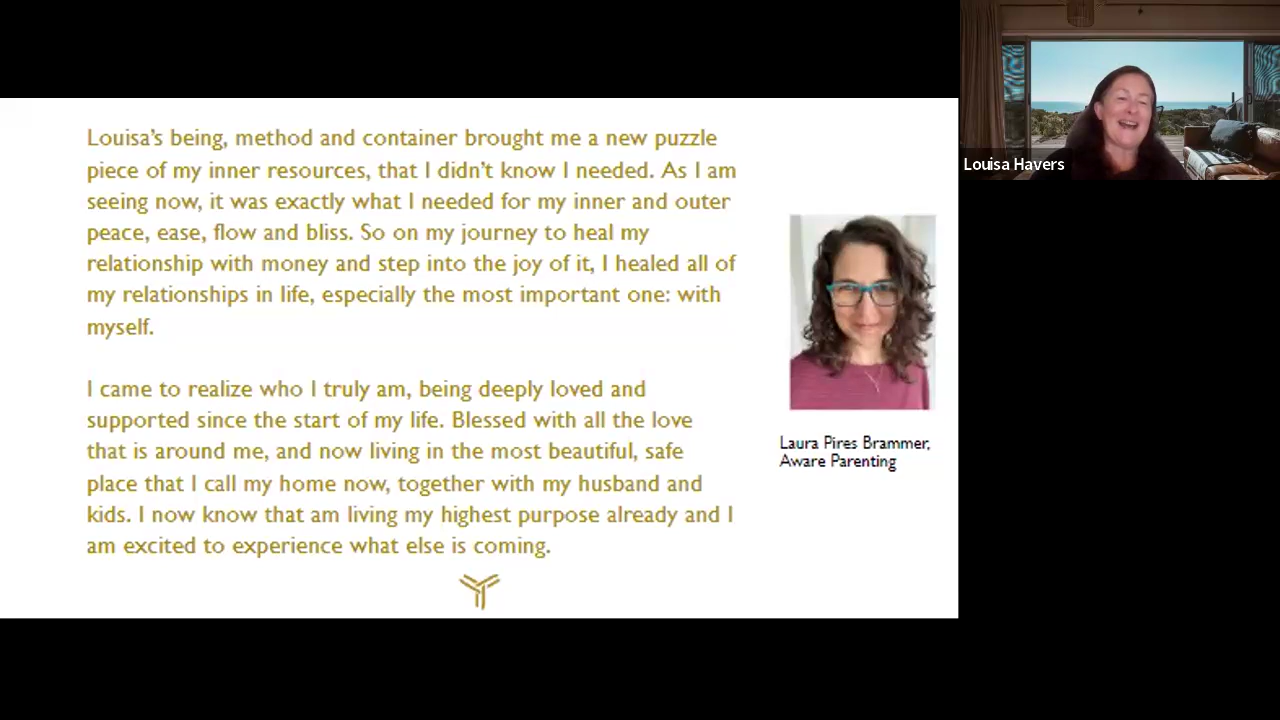 Louisa's being, method and container brought me a new puzzle
piece of my inner resources, that I didn't know I needed. As I am
seeing now, it was exactly what I needed for my inner and outer
peace, ease, flow and bliss. So on my journey to heal my
relationship with money and step into the joy of it, I healed all of
my relationships in life, especially the most important one: with
myself.
I came to realize who I truly am, being deeply loved and
supported since the start of my life. Blessed with all the love
that is around me, and now living in the most beautiful, safe
place that I call my home now, together with my husband and
kids. I now know that am living my highest purpose already and I
am excited to experience what else is coming.
Laura Pires Brammer,
Aware Parenting
Louisa Havers